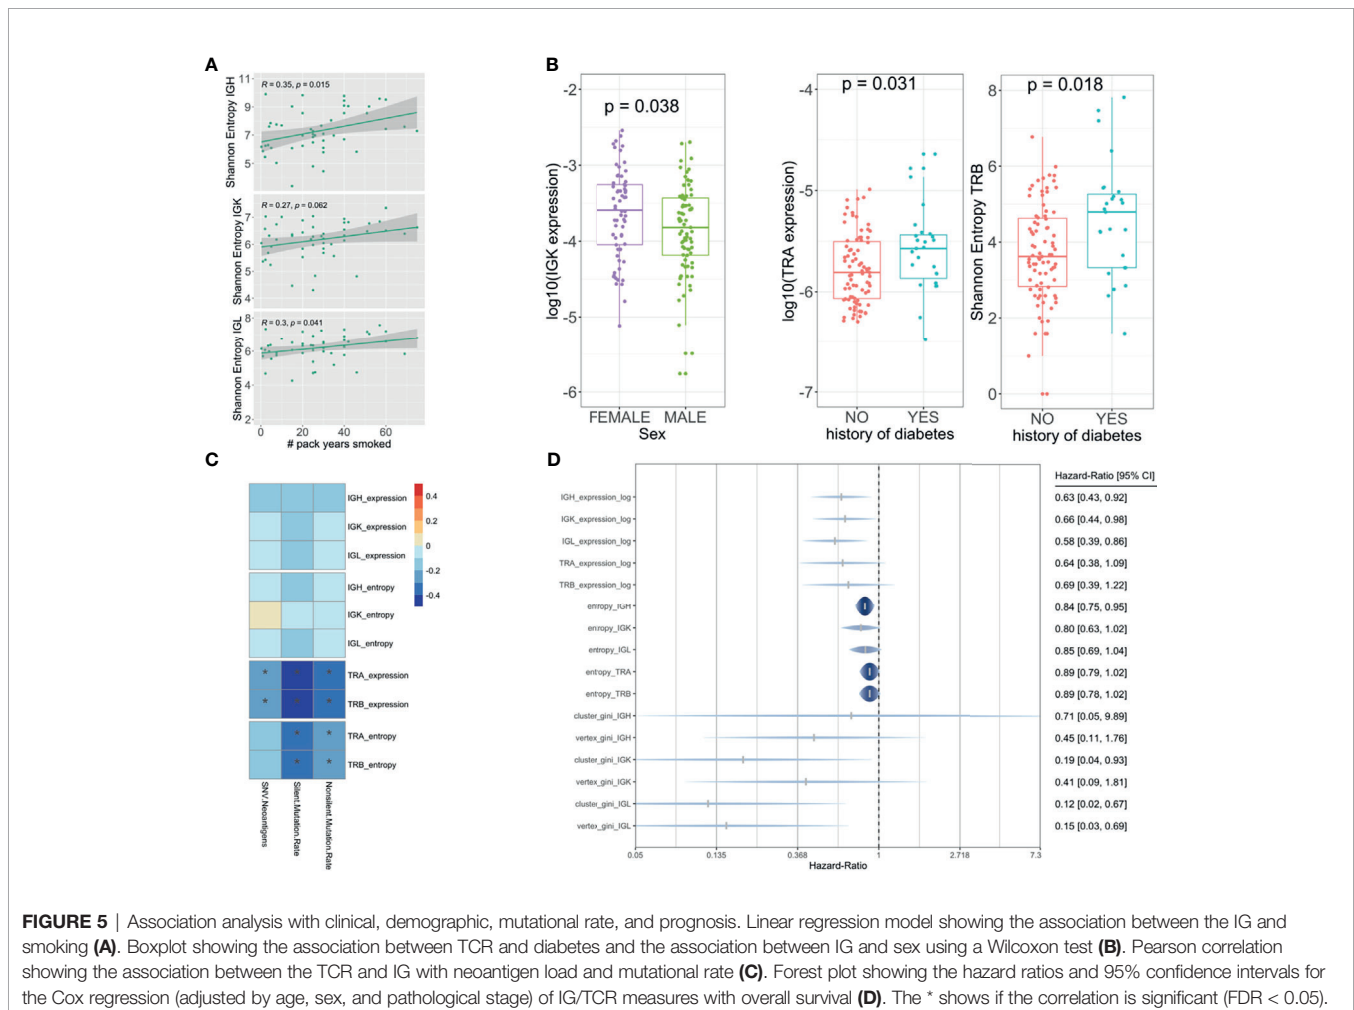 A
R = 0.35, p = 0.015
Shannon Entropy IGH
11
9
7
5
R = 0.27, p = 0.062
Shannon Entropy IGK
7
6
5
4
R = 0.3, p = 0.041
Shannon Entropy IGL
8
6
4
2
0 20 40 60
# pack years smoked
B
p = 0.038
log10(IGK expression)
-2
-3
-4
-5
-6
FEMALE MALE
Sex
p = 0.031
log10(TRA expression)
-4
-5
-6
-7
NO YES
history of diabetes
p = 0.018
Shannon Entropy TRB
8
6
4
2
0
NO YES
history of diabetes
C
IGH_expression
IGK_expression
IGL_expression
IGH_entropy
IGK_entropy
IGL_entropy
TRA_expression
* * *
TRB_expression
* * *
TRA_entropy
* *
TRB_entropy
* *
SNV.Neoantigens
Silent.Mutation.Rate
Nonsilent.Mutation.Rate
0.4
0.2
0
-0.2
-0.4
D
Hazard-Ratio [95% CI]
IGH_expression_log 0.63 [0.43, 0.92]
IGK_expression_log 0.66 [0.44, 0.98]
IGL_expression_log 0.58 [0.39, 0.86]
TRA_expression_log 0.64 [0.38, 1.09]
TRB_expression_log 0.69 [0.39, 1.22]
entropy_IGH 0.84 [0.75, 0.95]
entropy_IGK 0.80 [0.63, 1.02]
entropy_IGL 0.85 [0.69, 1.04]
entropy_TRA 0.89 [0.79, 1.02]
entropy_TRB 0.89 [0.78, 1.02]
cluster_gini_IGH 0.71 [0.05, 9.89]
vertex_gini_IGH 0.45 [0.11, 1.76]
cluster_gini_IGK 0.19 [0.04, 0.93]
vertex_gini_IGK 0.41 [0.09, 1.81]
cluster_gini_IGL 0.12 [0.02, 0.67]
vertex_gini_IGL 0.15 [0.03, 0.69]
0.05 0.135 0.368 1 2.718 7.3
Hazard-Ratio
FIGURE 5 | Association analysis with clinical, demographic, mutational rate, and prognosis. Linear regression model showing the association between the IG and
smoking (A). Boxplot showing the association between TCR and diabetes and the association between IG and sex using a Wilcoxon test (B). Pearson correlation
showing the association between the TCR and IG with neoantigen load and mutational rate (C). Forest plot showing the hazard ratios and 95% confidence intervals for
the Cox regression (adjusted by age, sex, and pathological stage) of IG/TCR measures with overall survival (D). The * shows if the correlation is significant (FDR < 0.05).